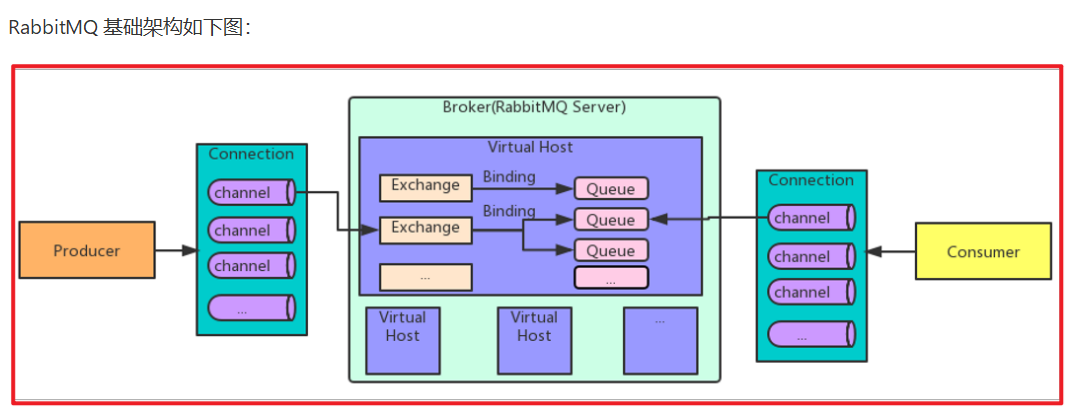 RabbitMQ 基础架构如下图：
Broker(RabbitMQ Server)
Virtual Host
Connection
channel
channel
channel
...
Producer
Exchange
Binding
Queue
Exchange
Binding
Queue
Queue
...
...
Virtual
Host
Virtual
Host
...
Connection
channel
channel
channel
...
Consumer